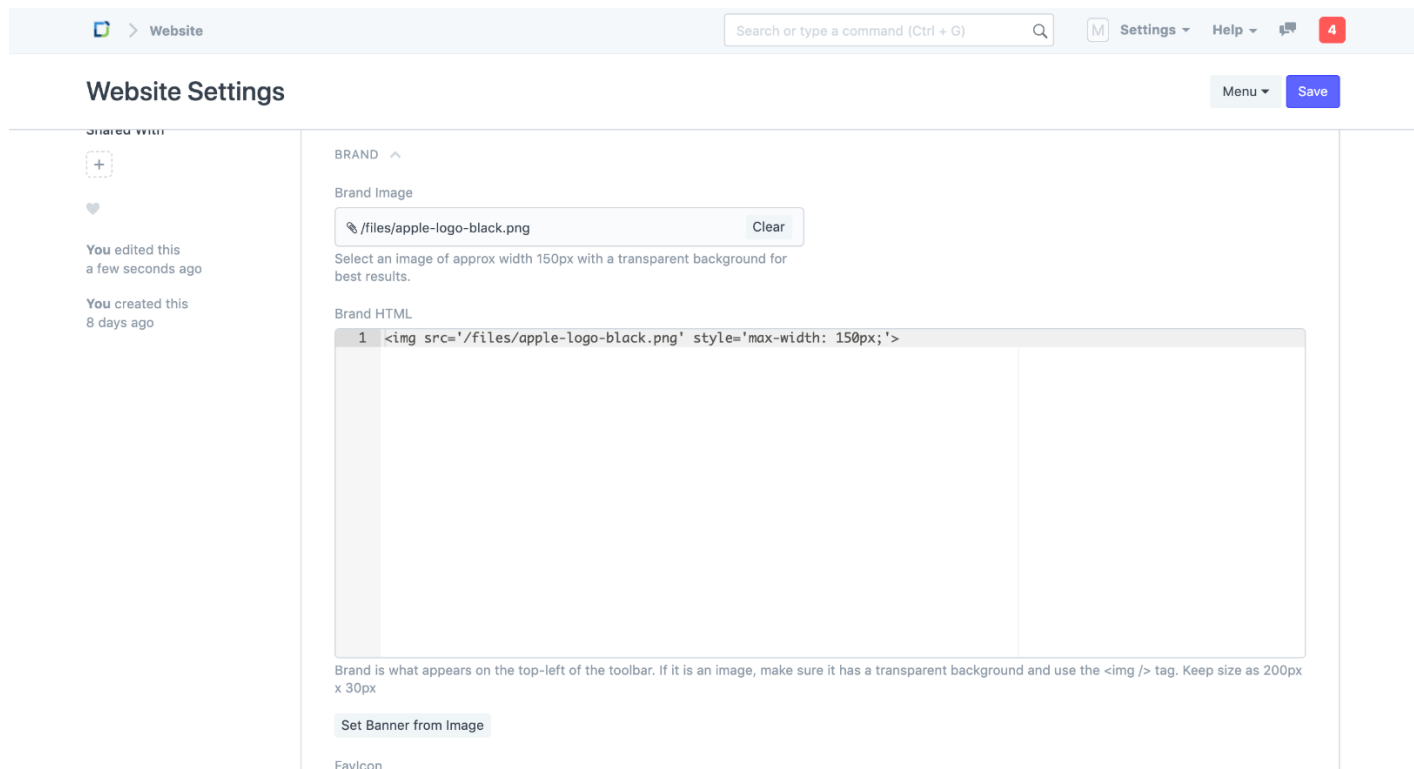 Website
Search or type a command (Ctrl + G)
M
Settings
Help
4
Website Settings
Menu
Save
Shared With
+
You edited this
a few seconds ago
You created this
8 days ago
BRAND
Brand Image
/files/apple-logo-black.png
Clear
Select an image of approx width 150px with a transparent background for
best results.
Brand HTML
1 <img src='/files/apple-logo-black.png' style='max-width: 150px;'>
Brand is what appears on the top-left of the toolbar. If it is an image, make sure it has a transparent background and use the <img /> tag. Keep size as 200px
x 30px
Set Banner from Image
FavIcon